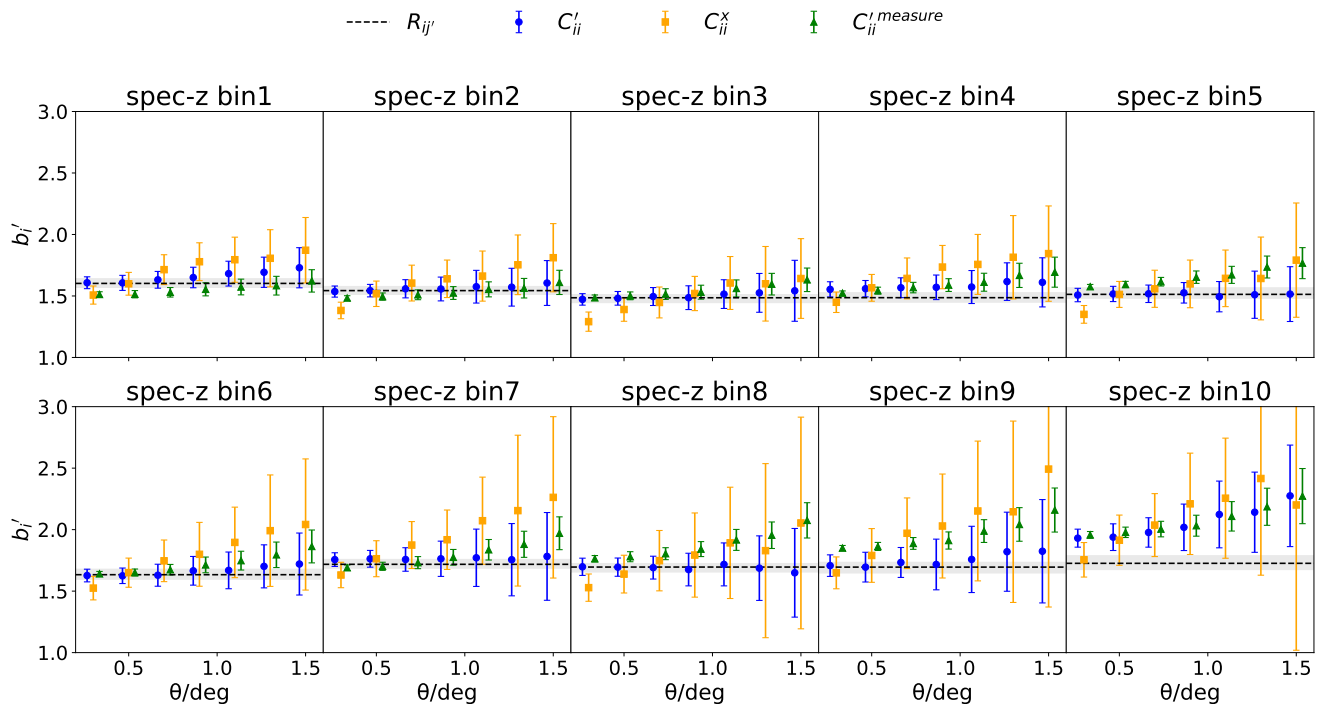 R_{ij'} C'_{ii} C^{x}_{ii} C'^{measure}_{ii}
spec-z bin1 spec-z bin2 spec-z bin3 spec-z bin4 spec-z bin5
3.0
2.5
2.0
1.5
1.0
b_i'
spec-z bin6 spec-z bin7 spec-z bin8 spec-z bin9 spec-z bin10
3.0
2.5
2.0
1.5
1.0
b_i'
0.5 1.0 1.5 0.5 1.0 1.5 0.5 1.0 1.5 0.5 1.0 1.5 0.5 1.0 1.5
θ/deg θ/deg θ/deg θ/deg θ/deg